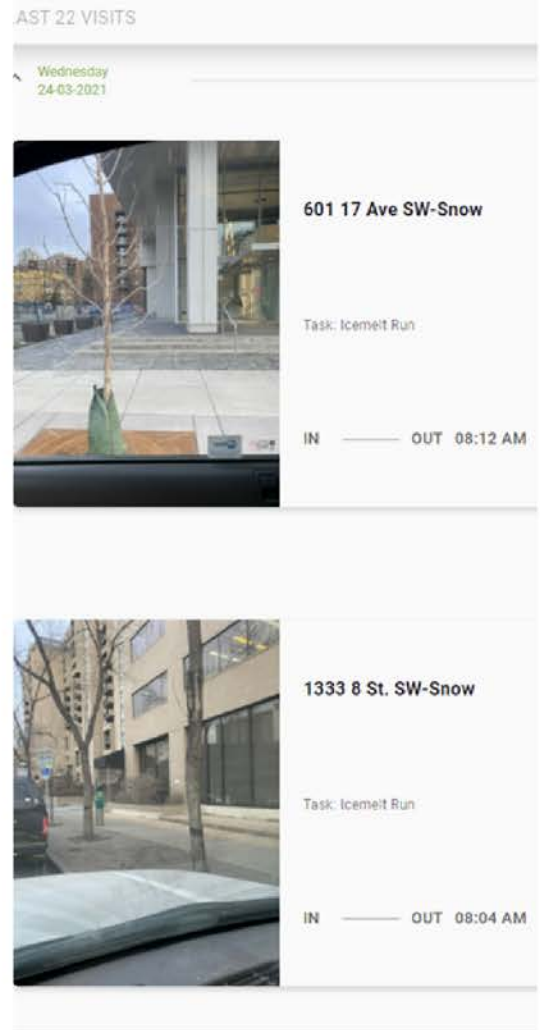 AST 22 VISITS
Wednesday
24-03-2021
601 17 Ave SW-Snow
Task: Icemelt Run
IN OUT 08:12 AM
1333 8 St. SW-Snow
Task: Icemelt Run
IN OUT 08:04 AM